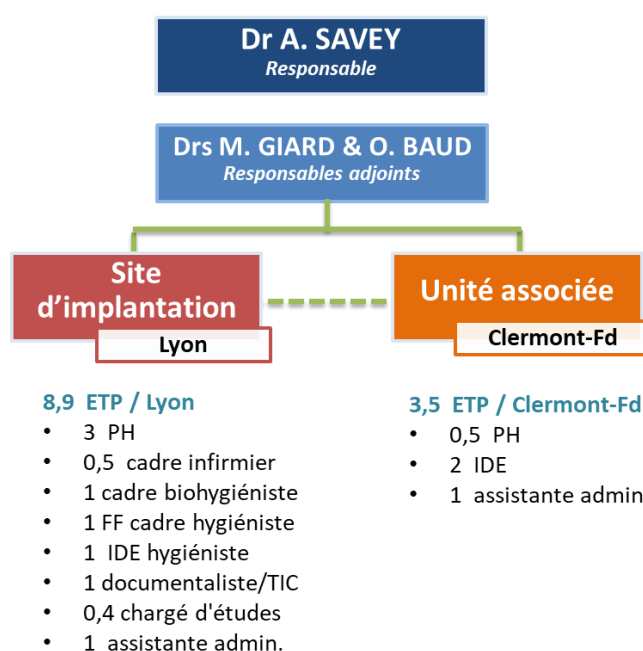 Dr A. SAVEY
Responsable
Drs M. GIARD & O. BAUD
Responsables adjoints
Site
d’implantation
Lyon
Unité associée
Clermont-Fd
8,9 ETP / Lyon
• 3 PH
• 0,5 cadre infirmier
• 1 cadre biohygiéniste
• 1 FF cadre hygiéniste
• 1 IDE hygiéniste
• 1 documentaliste/TIC
• 0,4 chargé d'études
• 1 assistante admin.
3,5 ETP / Clermont-Fd
• 0,5 PH
• 2 IDE
• 1 assistante admin